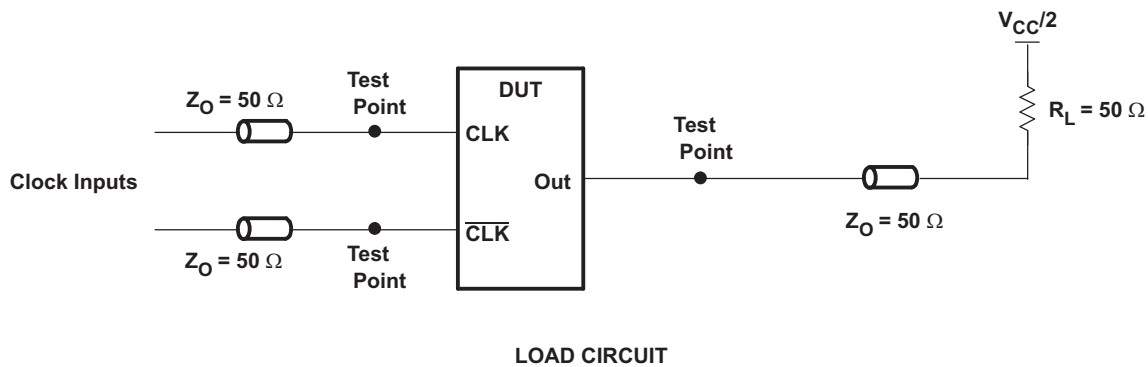 V_CC/2
R_L = 50 Ω
Z_O = 50 Ω
Test
Point
DUT
CLK
Test
Point
Clock Inputs
Out
Z_O = 50 Ω
C̅L̅K̅
Z_O = 50 Ω
Test
Point
LOAD CIRCUIT